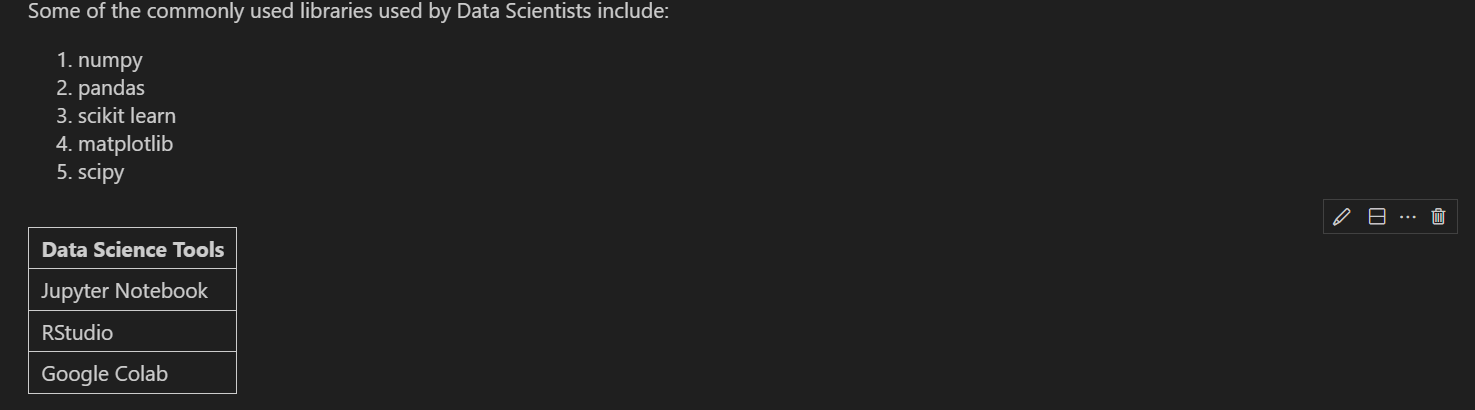 Some of the commonly used libraries used by Data Scientists include:
1. numpy
2. pandas
3. scikit learn
4. matplotlib
5. scipy
Data Science Tools
Jupyter Notebook
RStudio
Google Colab